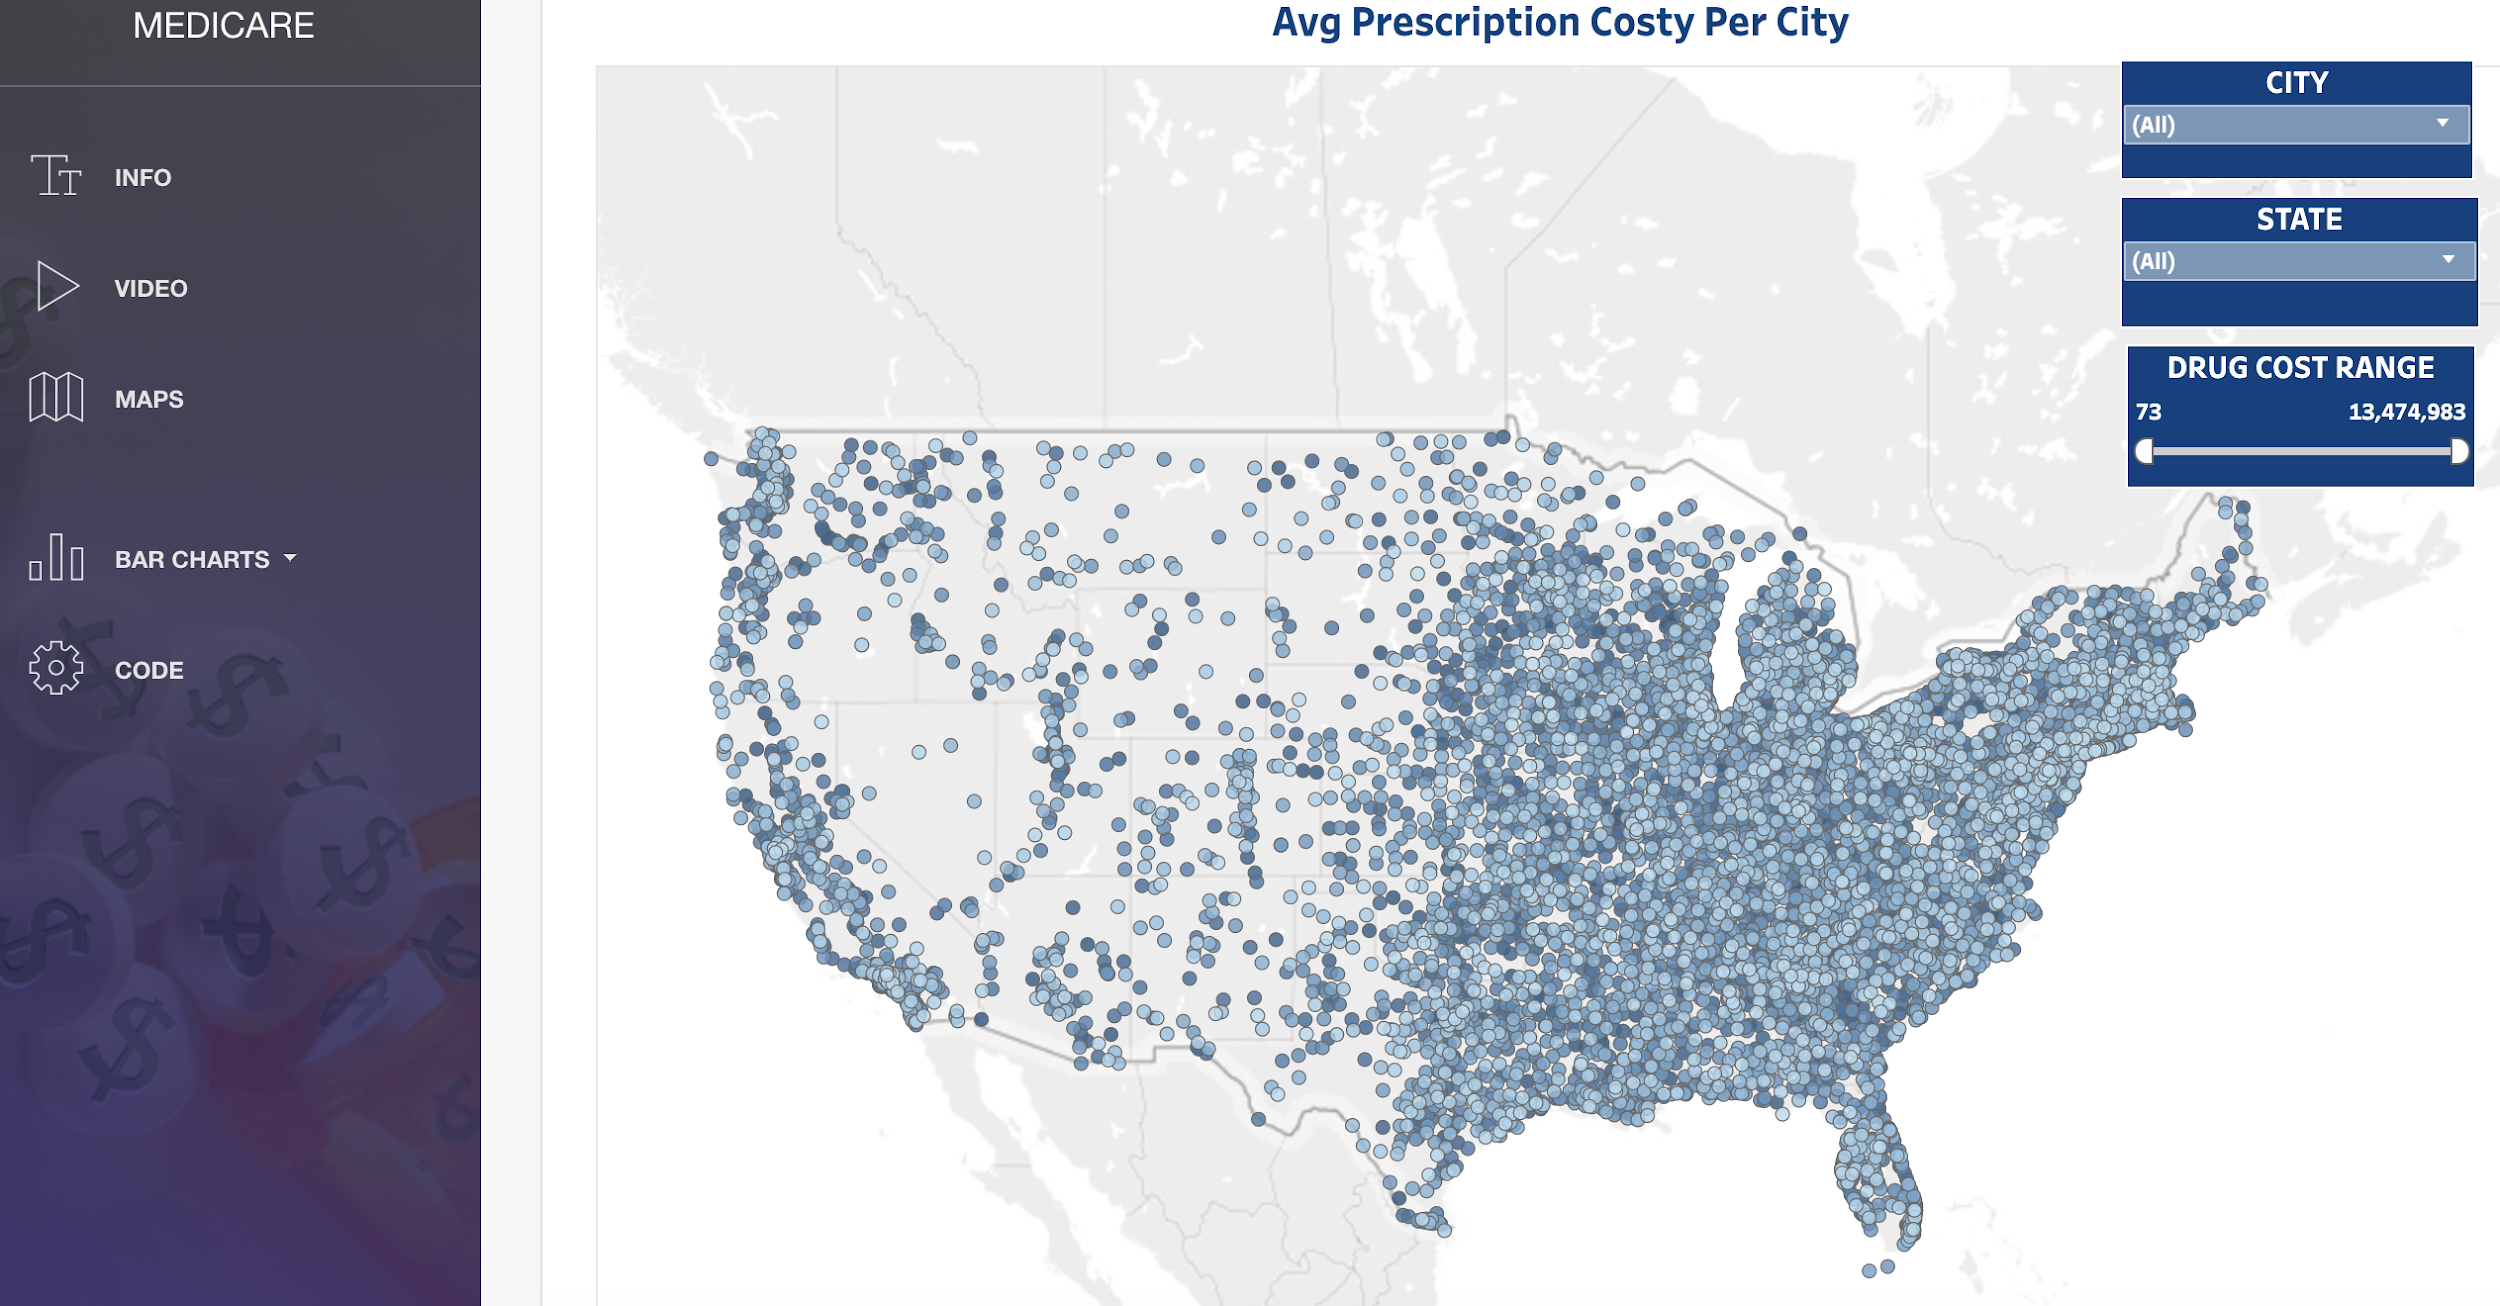 MEDICARE
INFO
VIDEO
MAPS
BAR CHARTS
CODE
Avg Prescription Costy Per City
CITY
(All)
STATE
(All)
DRUG COST RANGE
73 13,474,983